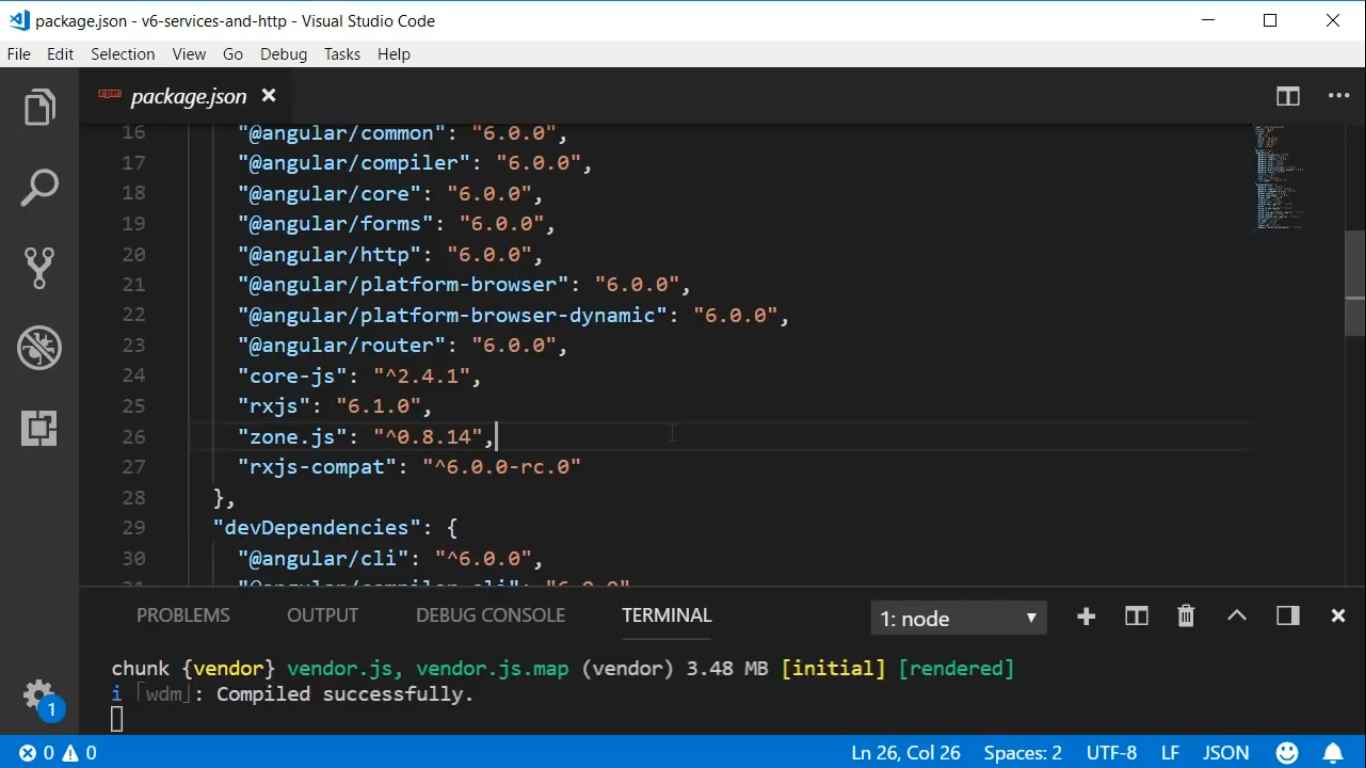 package.json - v6-services-and-http - Visual Studio Code
File Edit Selection View Go Debug Tasks Help
package.json
16 "@angular/common": "6.0.0",
17 "@angular/compiler": "6.0.0",
18 "@angular/core": "6.0.0",
19 "@angular/forms": "6.0.0",
20 "@angular/http": "6.0.0",
21 "@angular/platform-browser": "6.0.0",
22 "@angular/platform-browser-dynamic": "6.0.0",
23 "@angular/router": "6.0.0",
24 "core-js": "^2.4.1",
25 "rxjs": "6.1.0",
26 "zone.js": "^0.8.14",
27 "rxjs-compat": "^6.0.0-rc.0"
28 },
29 "devDependencies": {
30 "@angular/cli": "^6.0.0",
31 "@angular/compiler-cli": "6.0.0"
PROBLEMS OUTPUT DEBUG CONSOLE TERMINAL 1: node
chunk {vendor} vendor.js, vendor.js.map (vendor) 3.48 MB [initial] [rendered]
i ｢wdm｣: Compiled successfully.
1
0 0 Ln 26, Col 26 Spaces: 2 UTF-8 LF JSON